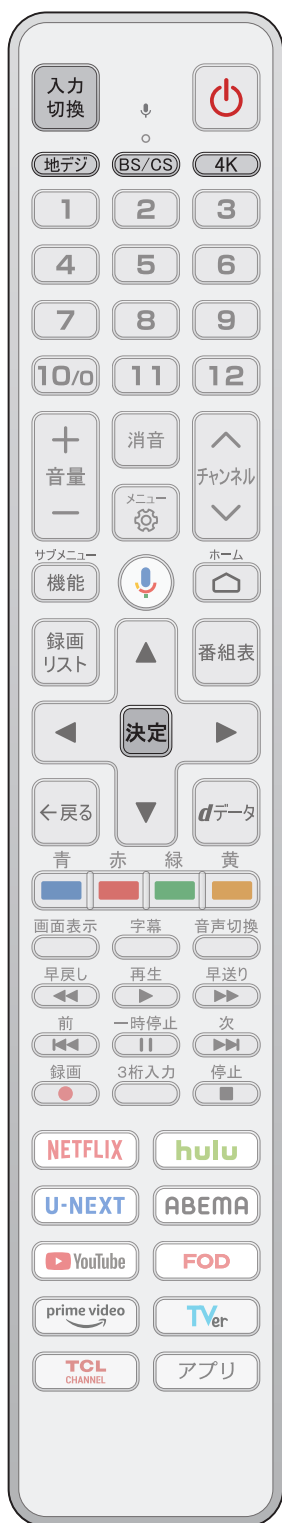 入力
切換
地デジ BS/CS 4K
1 2 3
4 5 6
7 8 9
10/0 11 12
+ 消音
音量 チャンネル
− メニュー
サブメニュー ホーム
機能
録画
リスト 番組表
決定
←戻る dデータ
青 赤 緑 黄
画面表示 字幕 音声切換
早戻し 再生 早送り
前 一時停止 次
録画 3桁入力 停止
NETFLIX hulu
U-NEXT ABEMA
YouTube FOD
prime video TVer
TCL
CHANNEL アプリ